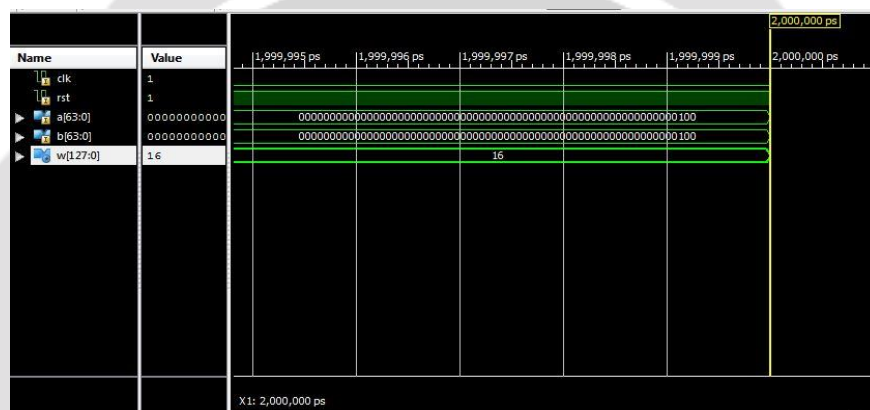 2,000,000 ps
Name Value 1,999,995 ps 1,999,996 ps 1,999,997 ps 1,999,998 ps 1,999,999 ps 2,000,000 ps
clk 1
rst 1
a[63:0] 00000000000 0000000000000000000000000000000000000000000000000000000000000100
b[63:0] 00000000000 0000000000000000000000000000000000000000000000000000000000000100
w[127:0] 16 16
X1: 2,000,000 ps